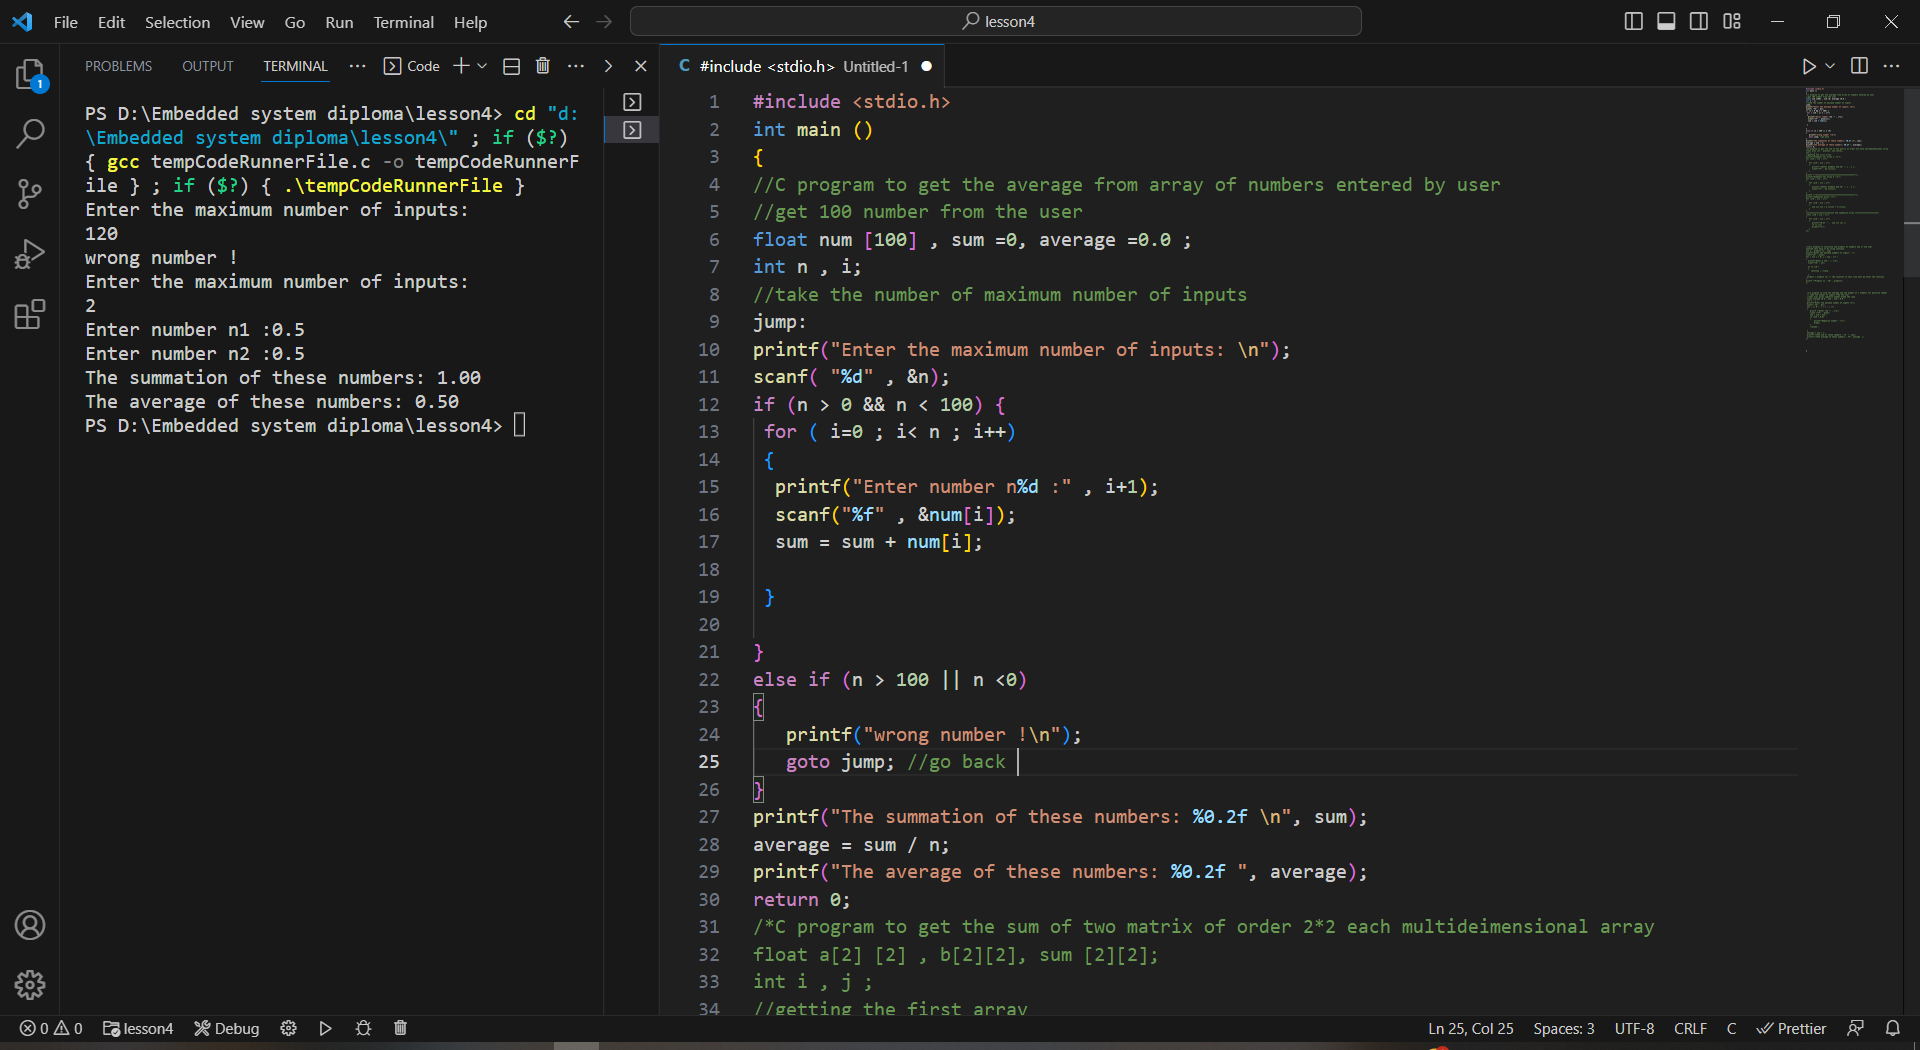 File Edit Selection View Go Run Terminal Help
lesson4
PROBLEMS OUTPUT TERMINAL ··· Code
1
PS D:\Embedded system diploma\lesson4> cd "d:
\Embedded system diploma\lesson4\" ; if ($?)
{ gcc tempCodeRunnerFile.c -o tempCodeRunnerF
ile } ; if ($?) { .\tempCodeRunnerFile }
Enter the maximum number of inputs:
120
wrong number !
Enter the maximum number of inputs:
2
Enter number n1 :0.5
Enter number n2 :0.5
The summation of these numbers: 1.00
The average of these numbers: 0.50
PS D:\Embedded system diploma\lesson4>
C #include <stdio.h> Untitled-1
1 #include <stdio.h>
2 int main ()
3 {
4 //C program to get the average from array of numbers entered by user
5 //get 100 number from the user
6 float num [100] , sum =0, average =0.0 ;
7 int n , i;
8 //take the number of maximum number of inputs
9 jump:
10 printf("Enter the maximum number of inputs: \n");
11 scanf( "%d" , &n);
12 if (n > 0 && n < 100) {
13 for ( i=0 ; i< n ; i++)
14 {
15 printf("Enter number n%d :" , i+1);
16 scanf("%f" , &num[i]);
17 sum = sum + num[i];
18
19 }
20
21 }
22 else if (n > 100 || n <0)
23 {
24 printf("wrong number !\n");
25 goto jump; //go back
26 }
27 printf("The summation of these numbers: %0.2f \n", sum);
28 average = sum / n;
29 printf("The average of these numbers: %0.2f ", average);
30 return 0;
31 /*C program to get the sum of two matrix of order 2*2 each multideimensional array
32 float a[2] [2] , b[2][2], sum [2][2];
33 int i , j ;
34 //getting the first array
0 0 lesson4 Debug
Ln 25, Col 25 Spaces: 3 UTF-8 CRLF C Prettier